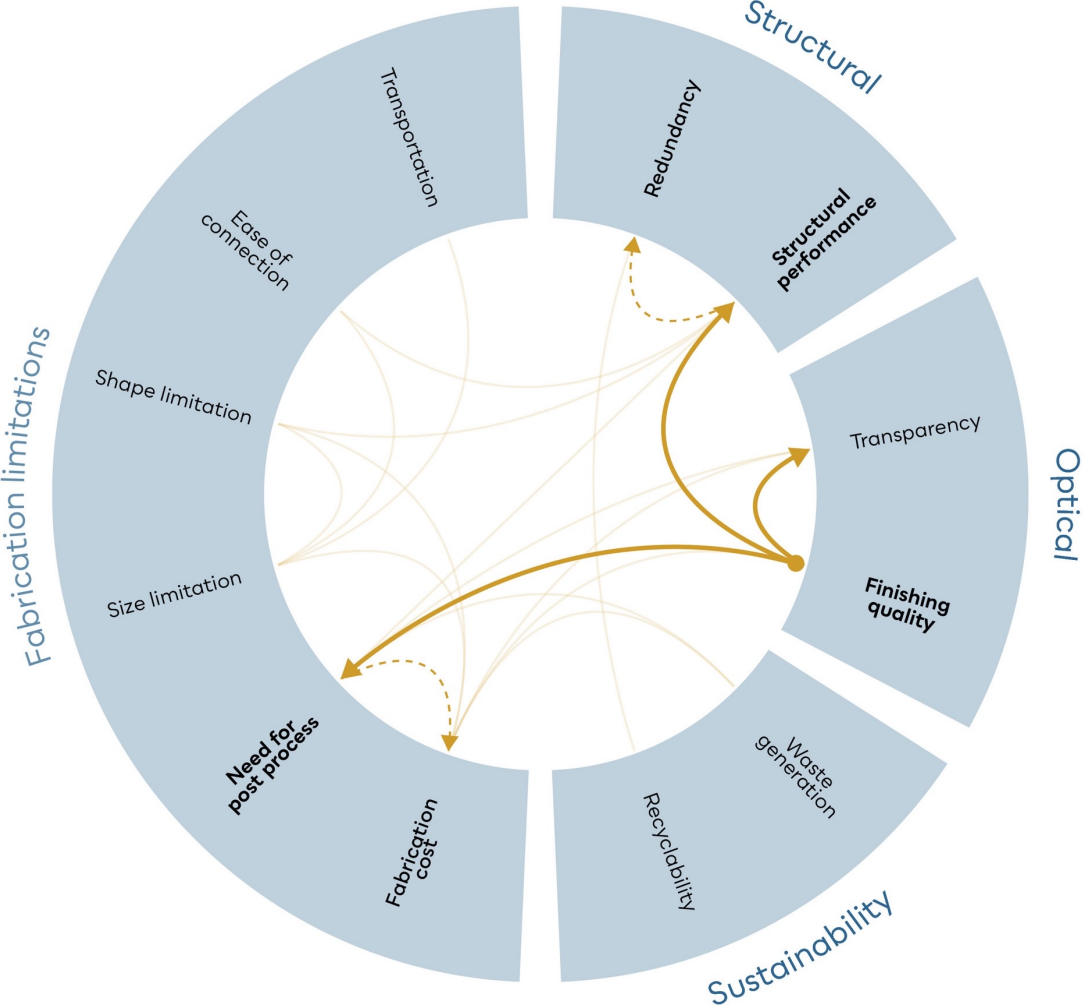 Structural
Redundancy
Structural
performance
Optical
Transparency
Finishing
quality
Sustainability
Waste
generation
Recyclability
Fabrication limitations
Fabrication
cost
Need for
post process
Size limitation
Shape limitation
Ease of
connection
Transportation